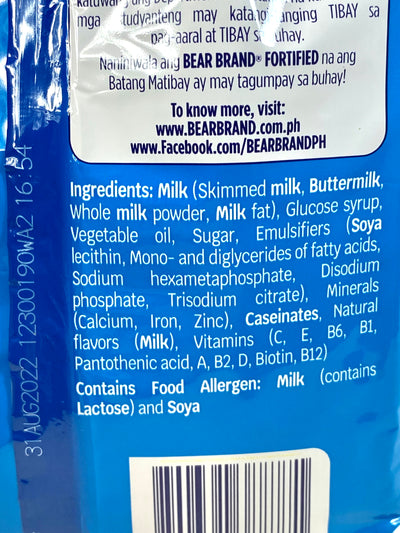 mga studyanteng may katangi-tanging TIBAY sa
pag-aaral at TIBAY sa buhay.
Naniniwala ang BEAR BRAND® FORTIFIED na ang
Batang Matibay ay may tagumpay sa buhay!
To know more, visit:
www.BEARBRAND.com.ph
www.Facebook.com/BEARBRANDPH
Ingredients: Milk (Skimmed milk, Buttermilk,
Whole milk powder, Milk fat), Glucose syrup,
Vegetable oil, Sugar, Emulsifiers (Soya
lecithin, Mono- and diglycerides of fatty acids,
Sodium hexametaphosphate, Disodium
phosphate, Trisodium citrate), Minerals
(Calcium, Iron, Zinc), Caseinates, Natural
flavors (Milk), Vitamins (C, E, B6, B1,
Pantothenic acid, A, B2, D, Biotin, B12)
Contains Food Allergen: Milk (contains
Lactose) and Soya
31AUG2022 12300190WA2 16:54